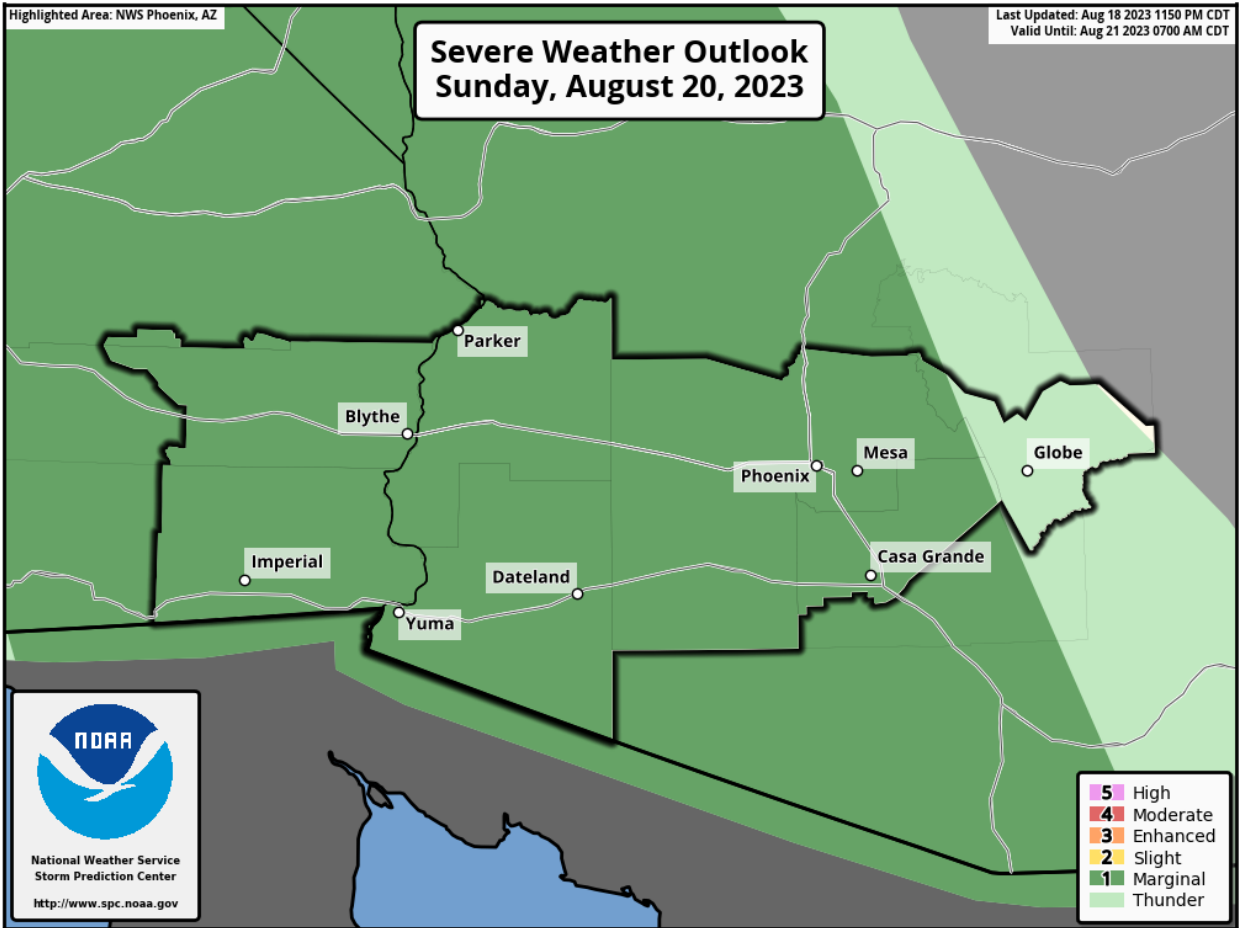 Highlighted Area: NWS Phoenix, AZ
Last Updated: Aug 18 2023 1150 PM CDT
Valid Until: Aug 21 2023 0700 AM CDT
Severe Weather Outlook
Sunday, August 20, 2023
Parker
Blythe
Mesa
Globe
Phoenix
Imperial
Casa Grande
Dateland
Yuma
NOAA
National Weather Service
Storm Prediction Center
http://www.spc.noaa.gov
5 High
4 Moderate
3 Enhanced
2 Slight
1 Marginal
Thunder